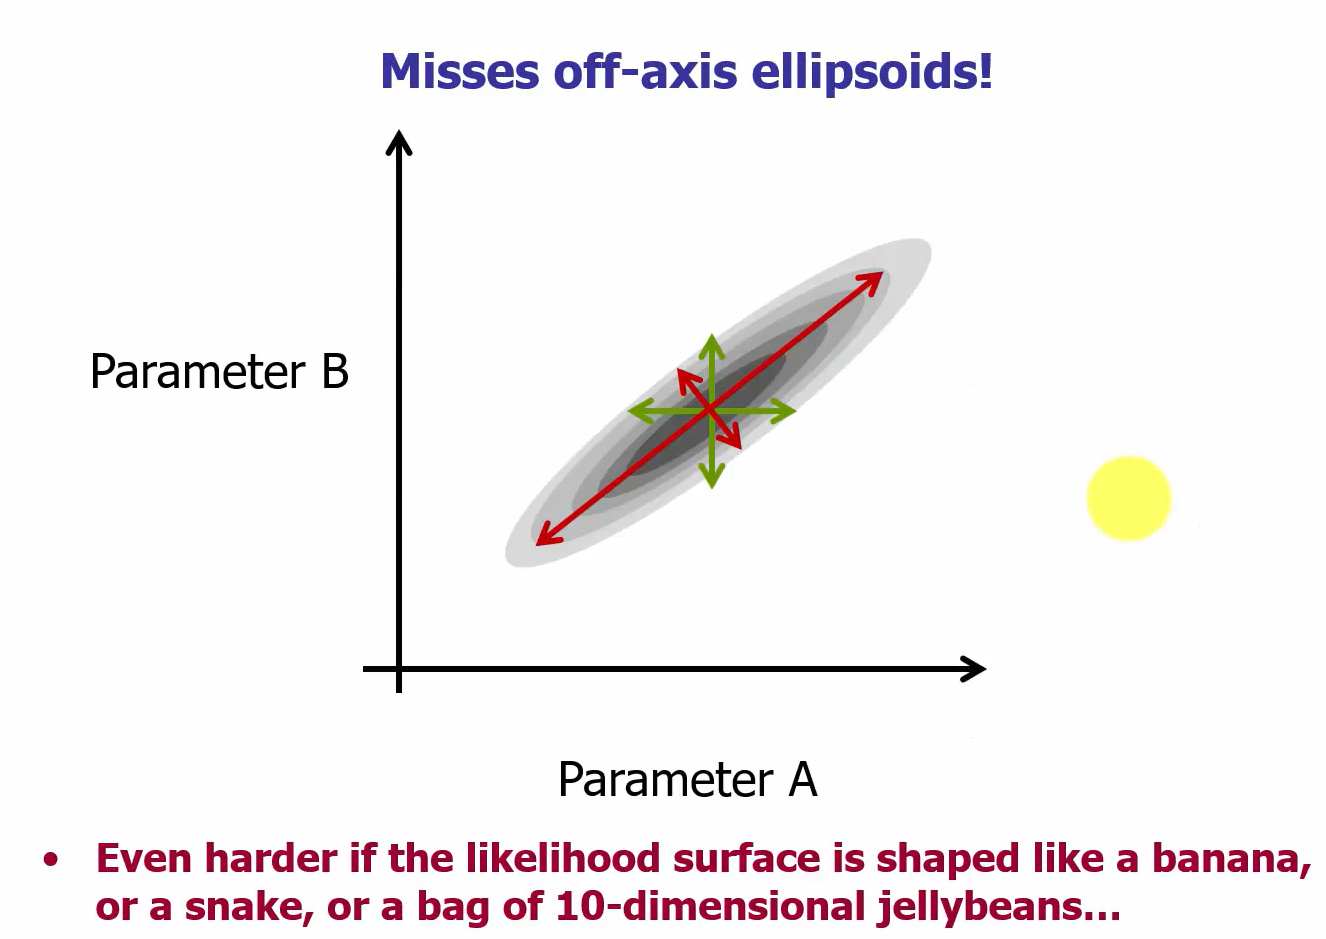 Misses off-axis ellipsoids!
Parameter B
Parameter A
• Even harder if the likelihood surface is shaped like a banana,
or a snake, or a bag of 10-dimensional jellybeans...